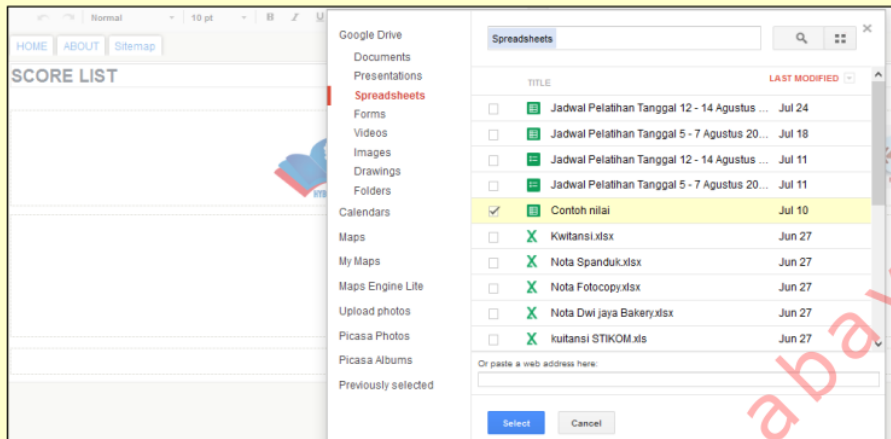 Normal 10 pt B I U
HOME ABOUT Sitemap
SCORE LIST
Google Drive
Documents
Presentations
Spreadsheets
Forms
Videos
Images
Drawings
Folders
Calendars
Maps
My Maps
Maps Engine Lite
Upload photos
Picasa Photos
Picasa Albums
Previously selected
Spreadsheets
TITLE LAST MODIFIED
Jadwal Pelatihan Tanggal 12 - 14 Agustus ... Jul 24
Jadwal Pelatihan Tanggal 5 - 7 Agustus 20... Jul 18
Jadwal Pelatihan Tanggal 12 - 14 Agustus ... Jul 11
Jadwal Pelatihan Tanggal 5 - 7 Agustus 20... Jul 11
Contoh nilai Jul 10
Kwitansi.xlsx Jun 27
Nota Spanduk.xlsx Jun 27
Nota Fotocopy.xlsx Jun 27
Nota Dwi jaya Bakery.xlsx Jun 27
kuitansi STIKOM.xls Jun 27
Or paste a web address here:
Select Cancel